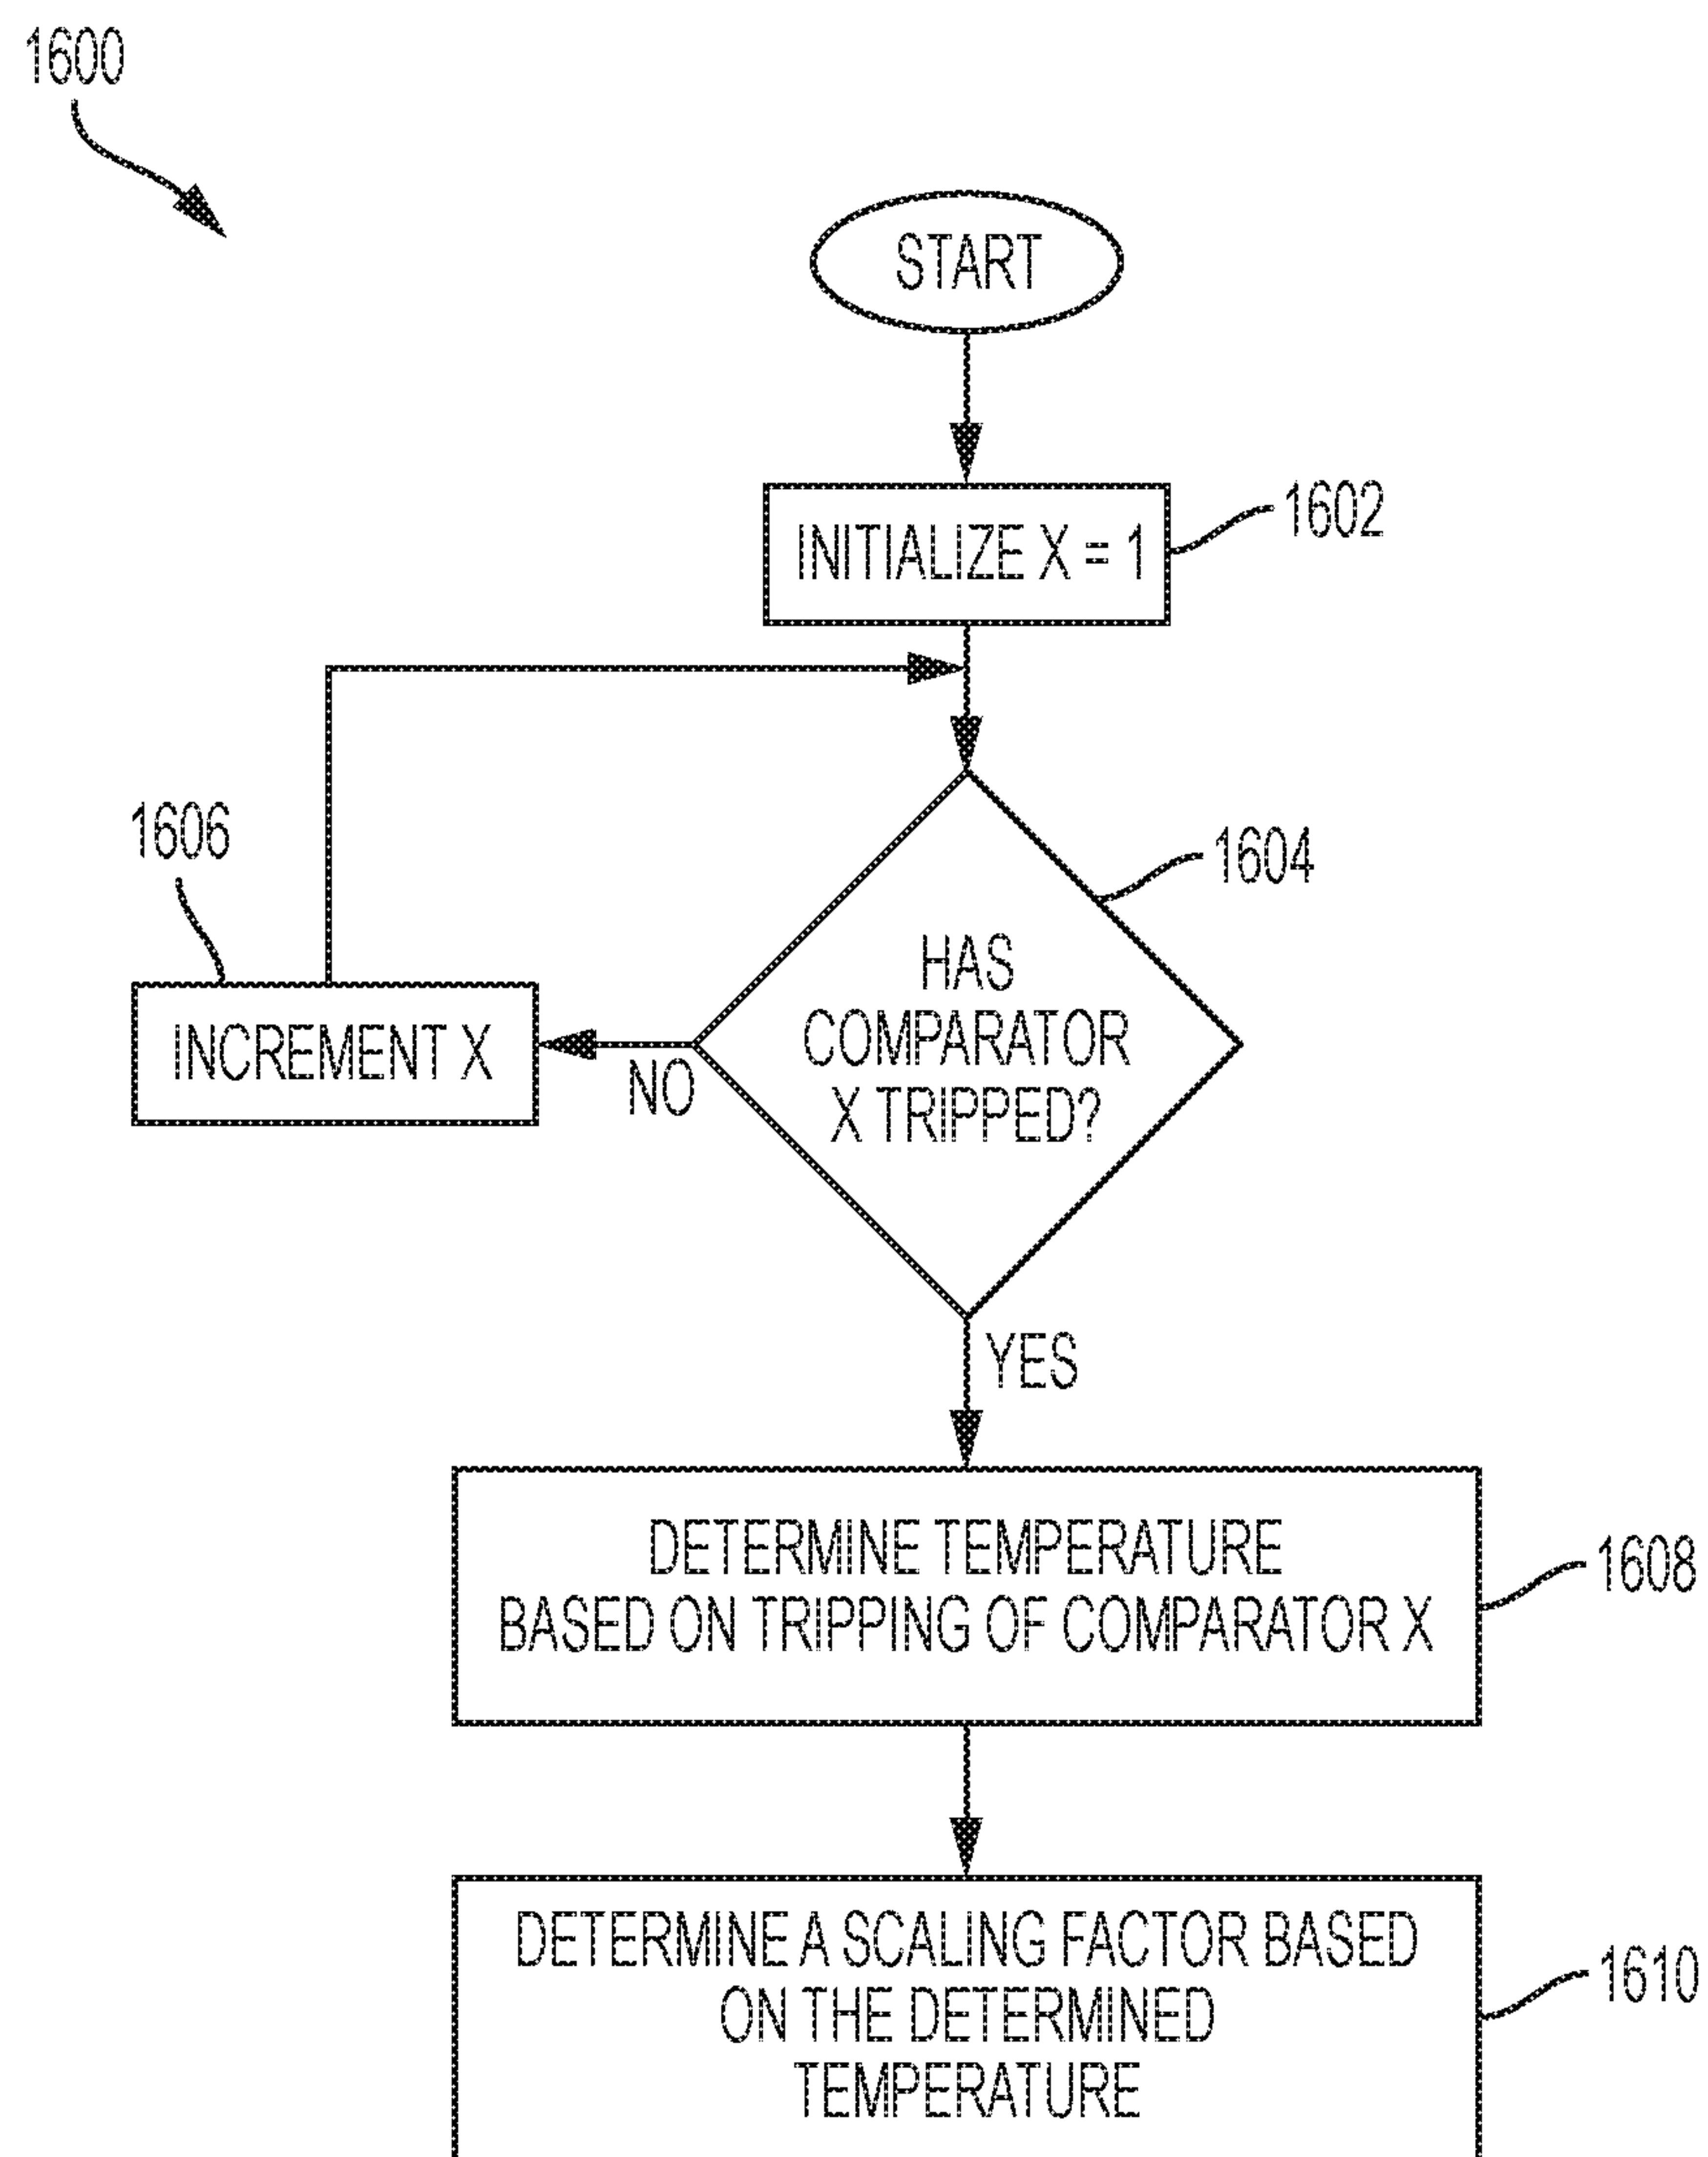 1600
START
INITIALIZE X = 1
1602
1606
1604
HAS
COMPARATOR
X TRIPPED?
INCREMENT X
NO
YES
DETERMINE TEMPERATURE
BASED ON TRIPPING OF COMPARATOR X
1608
DETERMINE A SCALING FACTOR BASED
ON THE DETERMINED
TEMPERATURE
1610